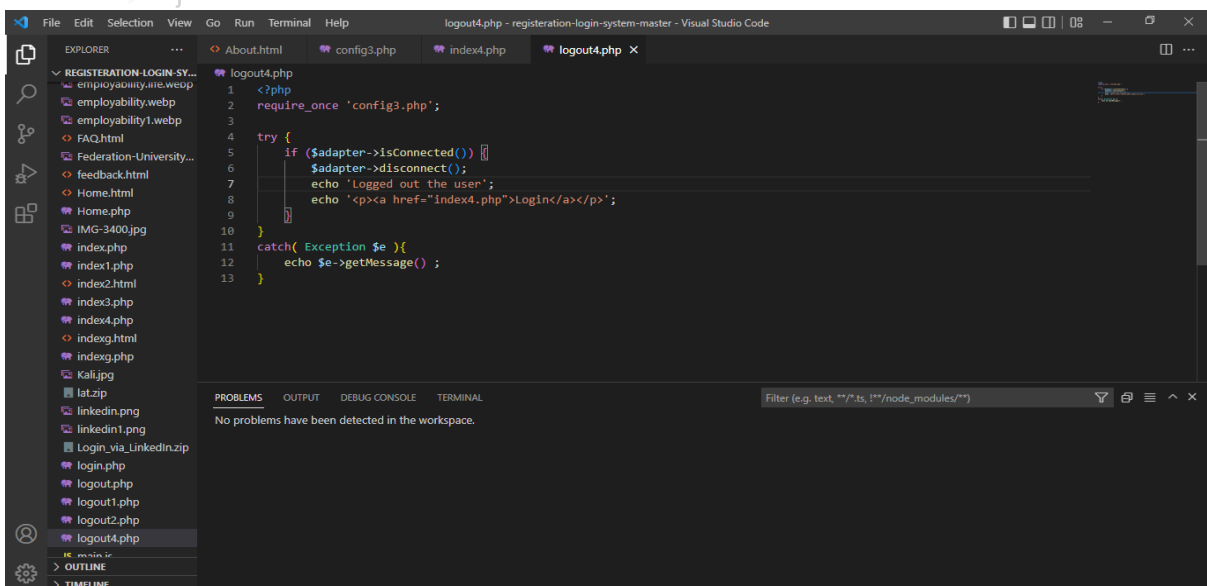 File Edit Selection View Go Run Terminal Help logout4.php - registeration-login-system-master - Visual Studio Code
EXPLORER ...
About.html config3.php index4.php logout4.php
REGISTERATION-LOGIN-SY...
employability.life.webp
employability.webp
employability1.webp
FAQ.html
Federation-University...
feedback.html
Home.html
Home.php
IMG-3400.jpg
index.php
index1.php
index2.html
index3.php
index4.php
indexg.html
indexg.php
Kali.jpg
lat.zip
linkedin.png
linkedin1.png
Login_via_LinkedIn.zip
login.php
logout.php
logout1.php
logout2.php
logout4.php
JS main.js
OUTLINE
TIMELINE
logout4.php
1 <?php
2 require_once 'config3.php';
3
4 try {
5 if ($adapter->isConnected()) {
6 $adapter->disconnect();
7 echo 'Logged out the user';
8 echo '<p><a href="index4.php">Login</a></p>';
9 }
10 }
11 catch( Exception $e ){
12 echo $e->getMessage() ;
13 }
PROBLEMS OUTPUT DEBUG CONSOLE TERMINAL Filter (e.g. text, **/*.ts, !**/node_modules/**)
No problems have been detected in the workspace.